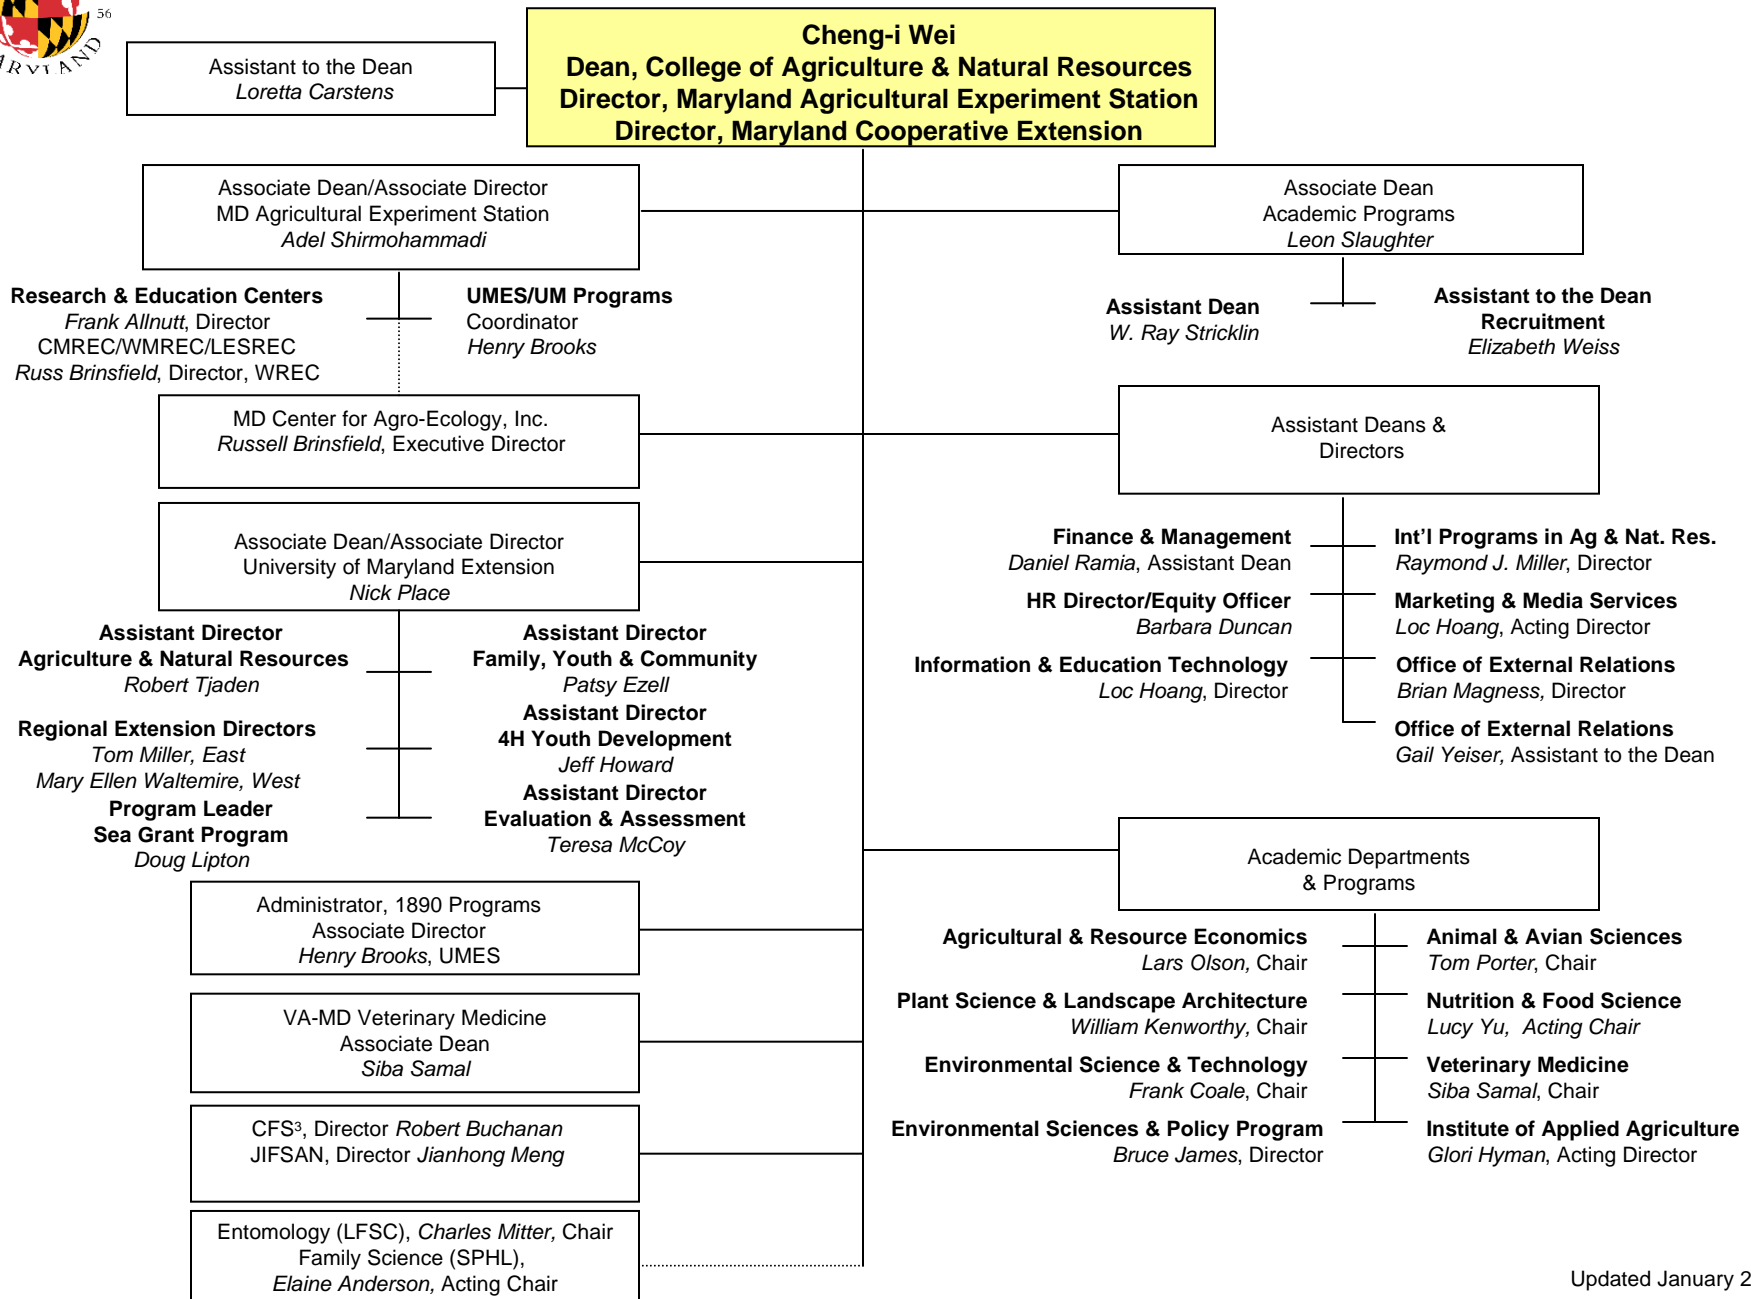 56
MARYLAND
Assistant to the Dean
Loretta Carstens
Cheng-i Wei
Dean, College of Agriculture & Natural Resources
Director, Maryland Agricultural Experiment Station
Director, Maryland Cooperative Extension
Associate Dean/Associate Director
MD Agricultural Experiment Station
Adel Shirmohammadi
Associate Dean
Academic Programs
Leon Slaughter
Research & Education Centers
Frank Allnutt, Director
CMREC/WMREC/LESREC
Russ Brinsfield, Director, WREC
UMES/UM Programs
Coordinator
Henry Brooks
Assistant Dean
W. Ray Stricklin
Assistant to the Dean
Recruitment
Elizabeth Weiss
MD Center for Agro-Ecology, Inc.
Russell Brinsfield, Executive Director
Assistant Deans &
Directors
Associate Dean/Associate Director
University of Maryland Extension
Nick Place
Finance & Management
Daniel Ramia, Assistant Dean
HR Director/Equity Officer
Barbara Duncan
Information & Education Technology
Loc Hoang, Director
Int'l Programs in Ag & Nat. Res.
Raymond J. Miller, Director
Marketing & Media Services
Loc Hoang, Acting Director
Office of External Relations
Brian Magness, Director
Office of External Relations
Gail Yeiser, Assistant to the Dean
Assistant Director
Agriculture & Natural Resources
Robert Tjaden
Regional Extension Directors
Tom Miller, East
Mary Ellen Waltemire, West
Program Leader
Sea Grant Program
Doug Lipton
Assistant Director
Family, Youth & Community
Patsy Ezell
Assistant Director
4H Youth Development
Jeff Howard
Assistant Director
Evaluation & Assessment
Teresa McCoy
Academic Departments
& Programs
Administrator, 1890 Programs
Associate Director
Henry Brooks, UMES
VA-MD Veterinary Medicine
Associate Dean
Siba Samal
CFS³, Director Robert Buchanan
JIFSAN, Director Jianhong Meng
Entomology (LFSC), Charles Mitter, Chair
Family Science (SPHL),
Elaine Anderson, Acting Chair
Agricultural & Resource Economics
Lars Olson, Chair
Plant Science & Landscape Architecture
William Kenworthy, Chair
Environmental Science & Technology
Frank Coale, Chair
Environmental Sciences & Policy Program
Bruce James, Director
Animal & Avian Sciences
Tom Porter, Chair
Nutrition & Food Science
Lucy Yu, Acting Chair
Veterinary Medicine
Siba Samal, Chair
Institute of Applied Agriculture
Glori Hyman, Acting Director
Updated January 2